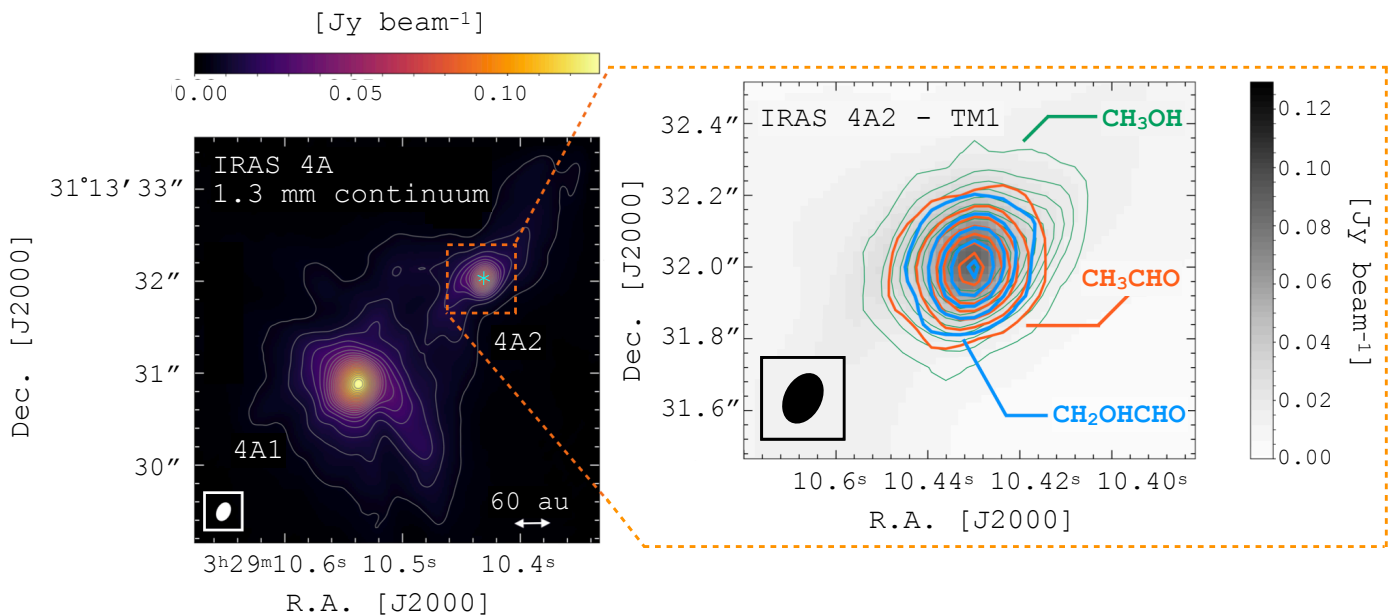 [Jy beam⁻¹]
0.00 0.05 0.10
IRAS 4A
1.3 mm continuum
31°13′33″
32″
31″
30″
Dec. [J2000]
4A2
4A1
60 au
3ʰ29ᵐ10.6ˢ 10.5ˢ 10.4ˢ
R.A. [J2000]
IRAS 4A2 - TM1
CH₃OH
CH₃CHO
CH₂OHCHO
32.4″
32.2″
32.0″
31.8″
31.6″
Dec. [J2000]
10.6ˢ 10.44ˢ 10.42ˢ 10.40ˢ
R.A. [J2000]
0.12
0.10
0.08
0.06
0.04
0.02
0.00
[Jy beam⁻¹]